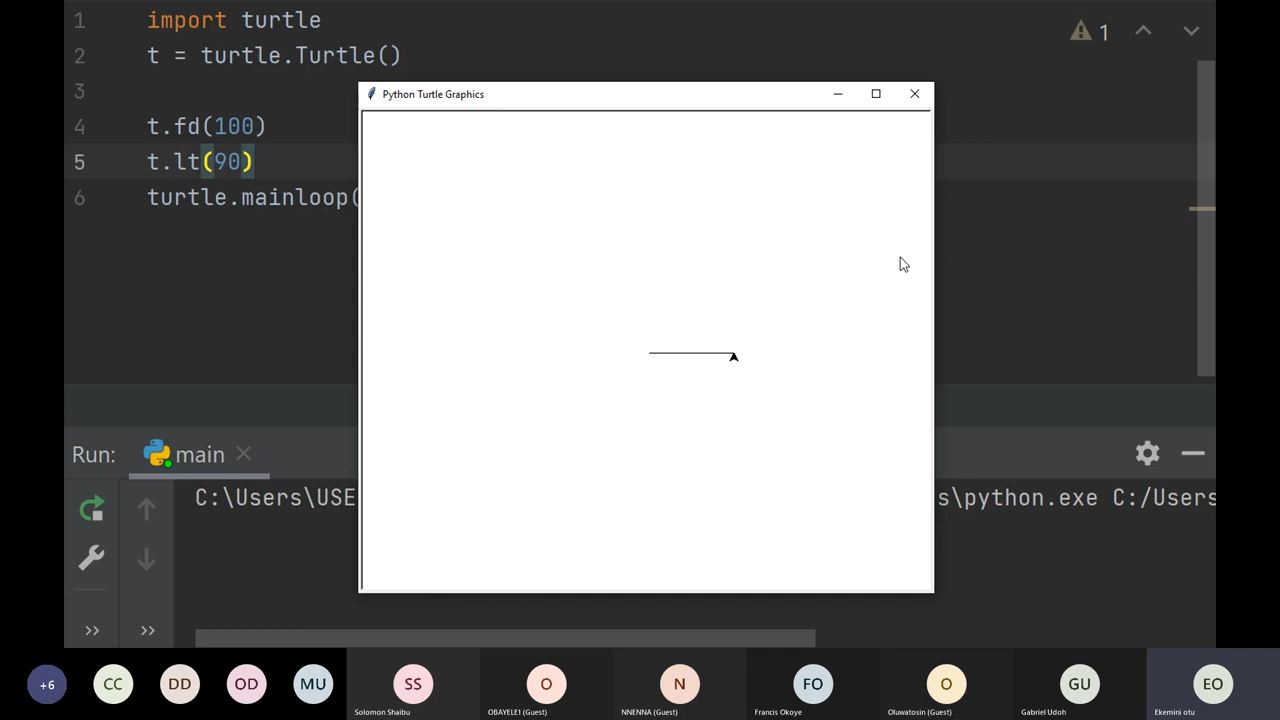 1 import turtle
2 t = turtle.Turtle()
1
3
Python Turtle Graphics
4 t.fd(100)
5 t.lt(90)
6 turtle.mainloop(
Run: main
C:\Users\USE
s\python.exe C:/Users
+6
CC
DD
OD
MU
SS
O
N
FO
O
GU
EO
Solomon Shaibu
OBAYELE1 (Guest)
NNENNA (Guest)
Francis Okoye
Oluwatosin (Guest)
Gabriel Udoh
Ekemini otu